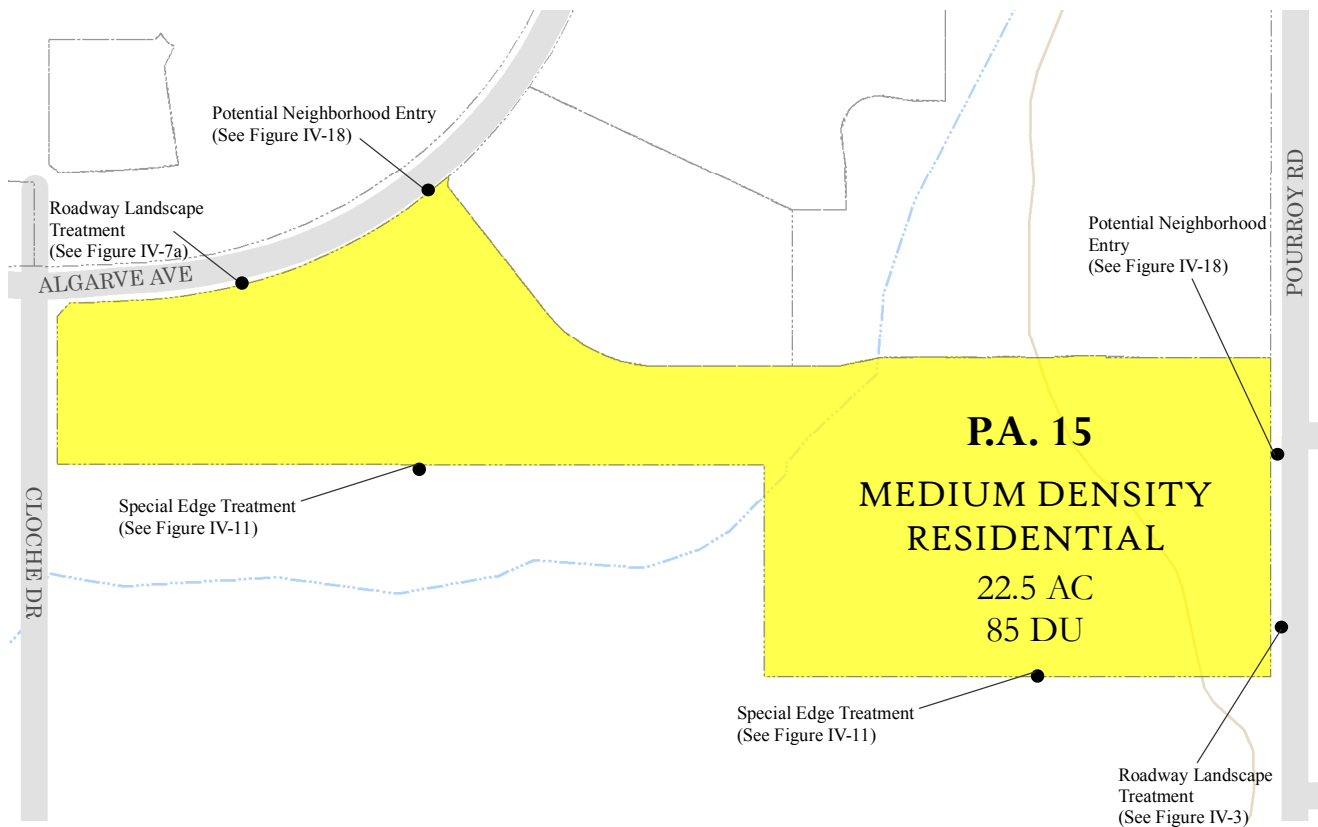 Potential Neighborhood Entry
(See Figure IV-18)
Roadway Landscape
Treatment
(See Figure IV-7a)
ALGARVE AVE
Potential Neighborhood
Entry
(See Figure IV-18)
POURROY RD
P.A. 15
MEDIUM DENSITY
RESIDENTIAL
22.5 AC
85 DU
Special Edge Treatment
(See Figure IV-11)
CLOCHE DR
Special Edge Treatment
(See Figure IV-11)
Roadway Landscape
Treatment
(See Figure IV-3)